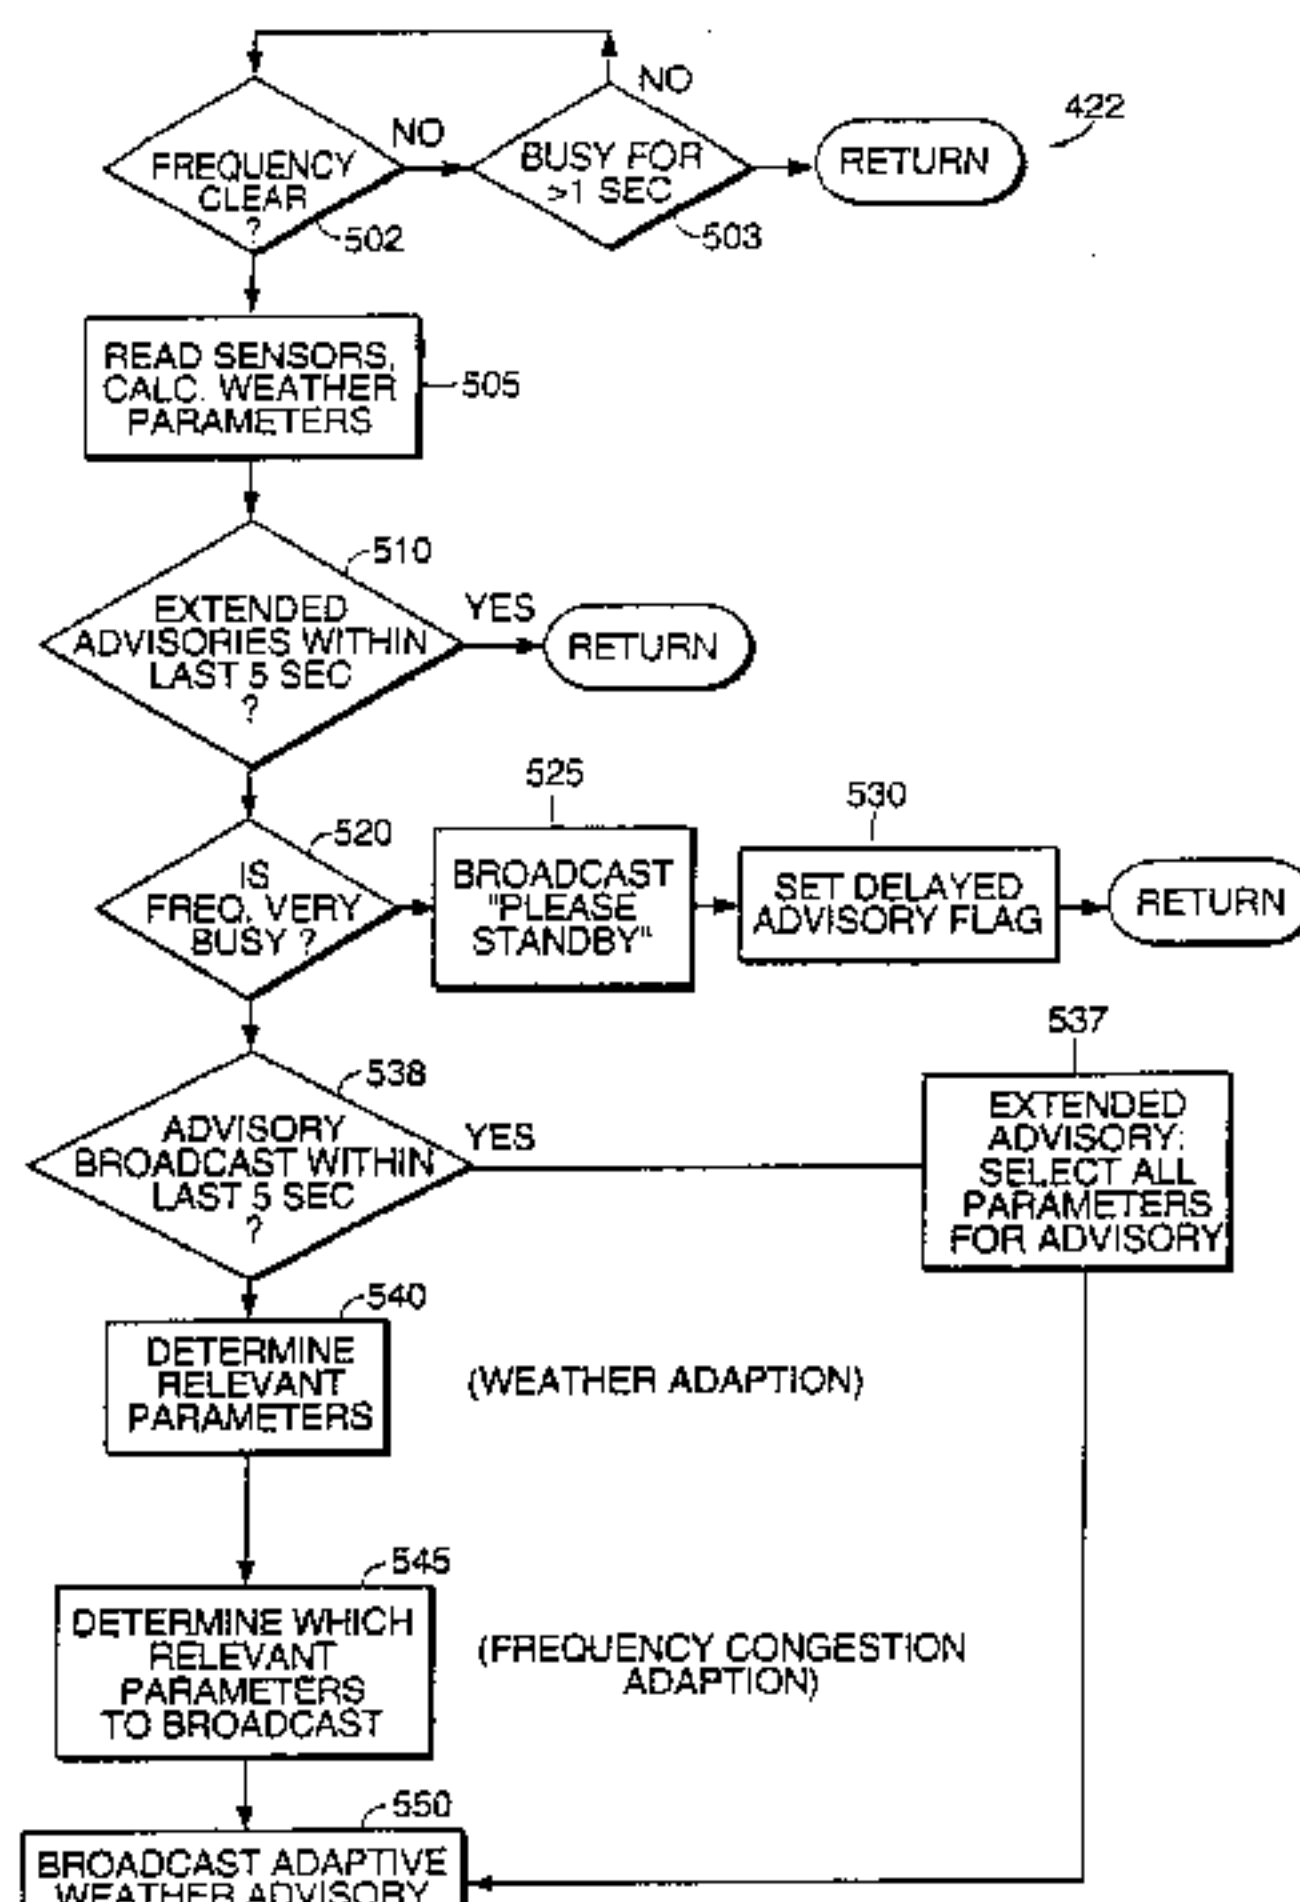 NO
422
NO
FREQUENCY
CLEAR
?
502
BUSY FOR
>1 SEC
503
RETURN
READ SENSORS,
CALC. WEATHER
PARAMETERS
505
510
EXTENDED
ADVISORIES WITHIN
LAST 5 SEC
?
YES
RETURN
520
IS
FREQ. VERY
BUSY ?
525
BROADCAST
"PLEASE
STANDBY"
530
SET DELAYED
ADVISORY FLAG
RETURN
538
ADVISORY
BROADCAST WITHIN
LAST 5 SEC
?
YES
537
EXTENDED
ADVISORY:
SELECT ALL
PARAMETERS
FOR ADVISORY
540
DETERMINE
RELEVANT
PARAMETERS
(WEATHER ADAPTION)
545
DETERMINE WHICH
RELEVANT
PARAMETERS
TO BROADCAST
(FREQUENCY CONGESTION
ADAPTION)
550
BROADCAST ADAPTIVE
WEATHER ADVISORY